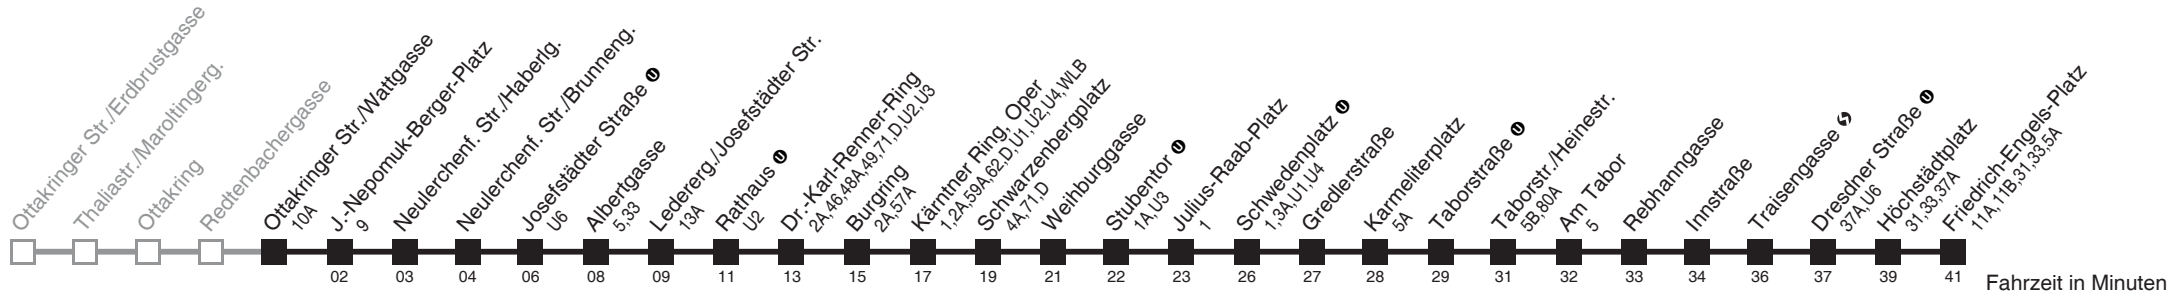 Ottakringer Str./Erdbrustgasse
Thaliastr./Maroltingerg.
Ottakring
Redtenbachergasse
Ottakringer Str./Wattgasse
10A
J.-Nepomuk-Berger-Platz
9
Neulerchenf. Str./Haberlg.
Neulerchenf. Str./Brunneng.
Josefstädter Straße U
U6
Albertgasse
5,33
Lederergasse./Josefstädter Str.
13A
Rathaus U
U2
Dr.-Karl-Renner-Ring
2A,46,48A,49,71,D,U2,U3
Burgring
2A,57A
Kärntner Ring, Oper
1,2A,59A,62,D,U1,U2,U4,WLB
Schwarzenbergplatz
4A,71,D
Weihburggasse
Stubentor U
1A,U3
Julius-Raab-Platz
1
Schwedenplatz U
1,3A,U1,U4
Gredlerstraße
Karmeliterplatz
5A
Taborstraße U
Taborstr./Heinestr.
5B,80A
Am Tabor
5
Rebhanngasse
Innstraße
Traisengasse S
Dresdner Straße U
37A,U6
Höchstädtplatz
31,33,37A
Friedrich-Engels-Platz
11A,11B,31,33,5A
02 03 04 06 08 09 11 13 15 17 19 21 22 23 26 27 28 29 31 32 33 34 36 37 39 41 Fahrzeit in Minuten